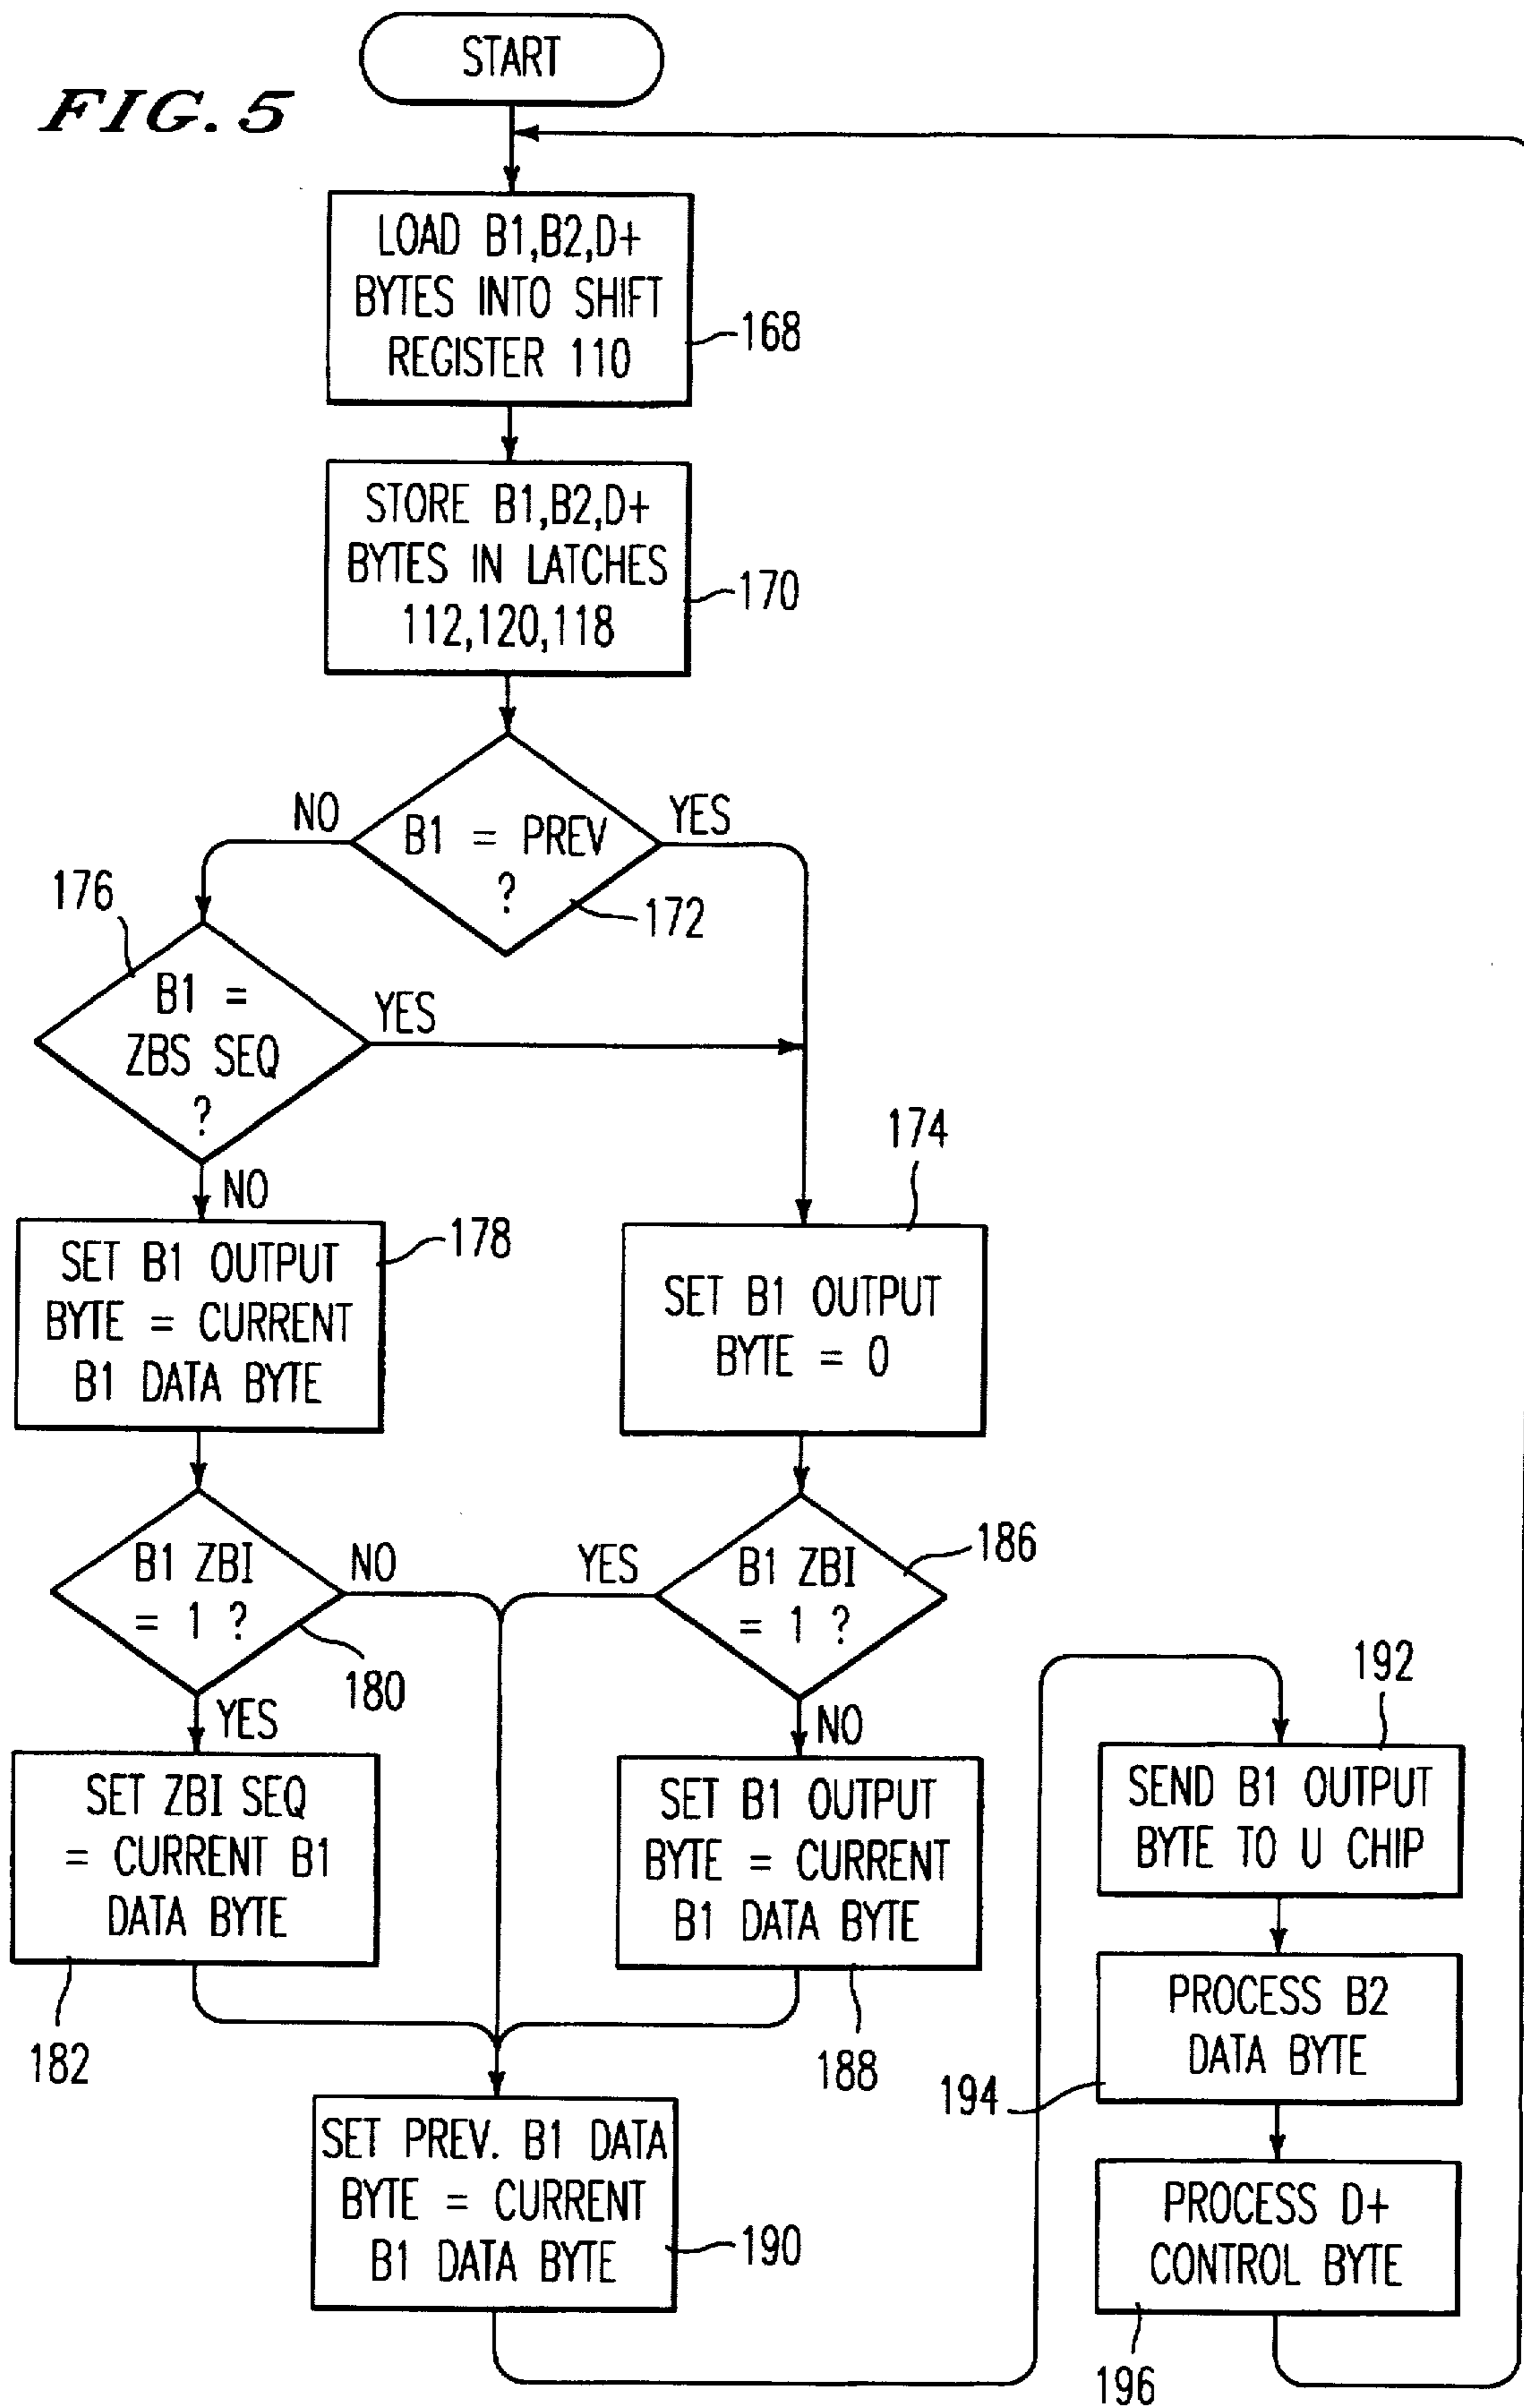 START
FIG. 5
LOAD B1,B2,D+
BYTES INTO SHIFT
REGISTER 110
168
STORE B1,B2,D+
BYTES IN LATCHES
112,120,118
170
NO
B1 = PREV
?
YES
172
176
B1 =
ZBS SEQ
?
YES
NO
174
SET B1 OUTPUT
BYTE = CURRENT
B1 DATA BYTE
178
SET B1 OUTPUT
BYTE = 0
B1 ZBI
= 1 ?
NO
180
YES
YES
B1 ZBI
= 1 ?
186
NO
SET ZBI SEQ
= CURRENT B1
DATA BYTE
182
SET B1 OUTPUT
BYTE = CURRENT
B1 DATA BYTE
188
SET PREV. B1 DATA
BYTE = CURRENT
B1 DATA BYTE
190
192
SEND B1 OUTPUT
BYTE TO U CHIP
PROCESS B2
DATA BYTE
194
PROCESS D+
CONTROL BYTE
196